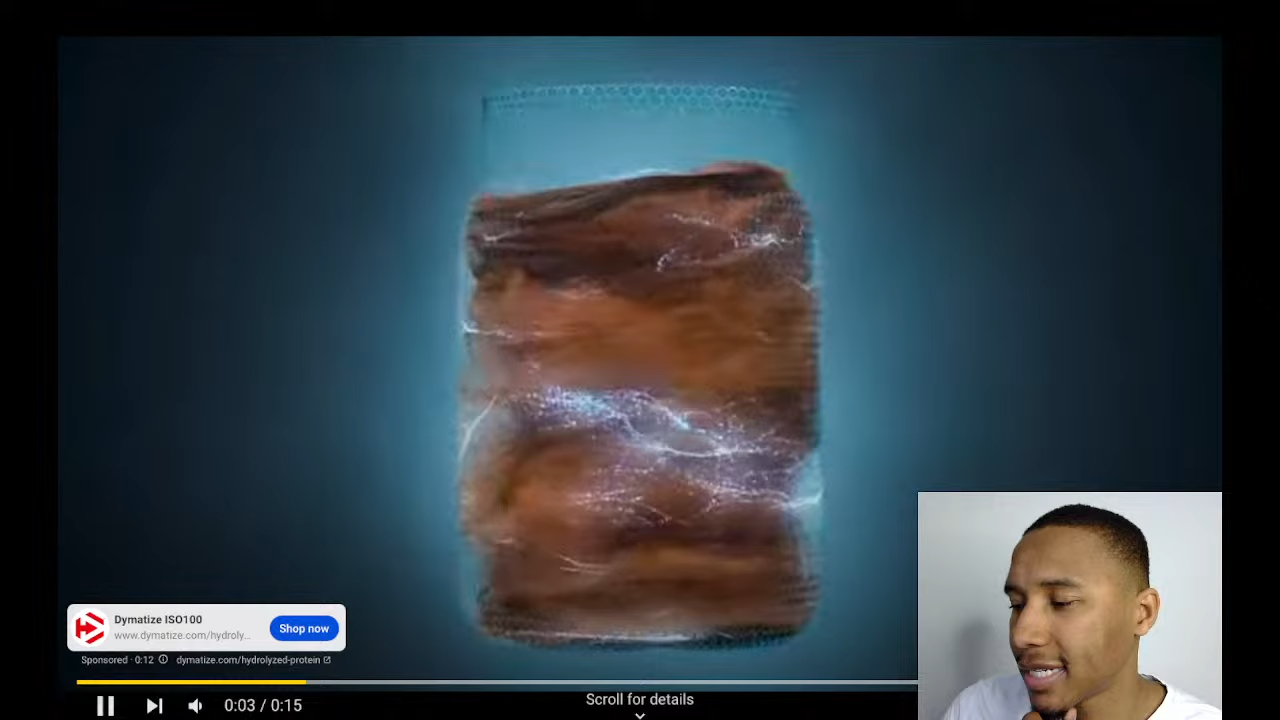 Dymatize ISO100
www.dymatize.com/hydroly...
Shop now
Sponsored · 0:12
dymatize.com/hydrolyzed-protein
0:03 / 0:15
Scroll for details